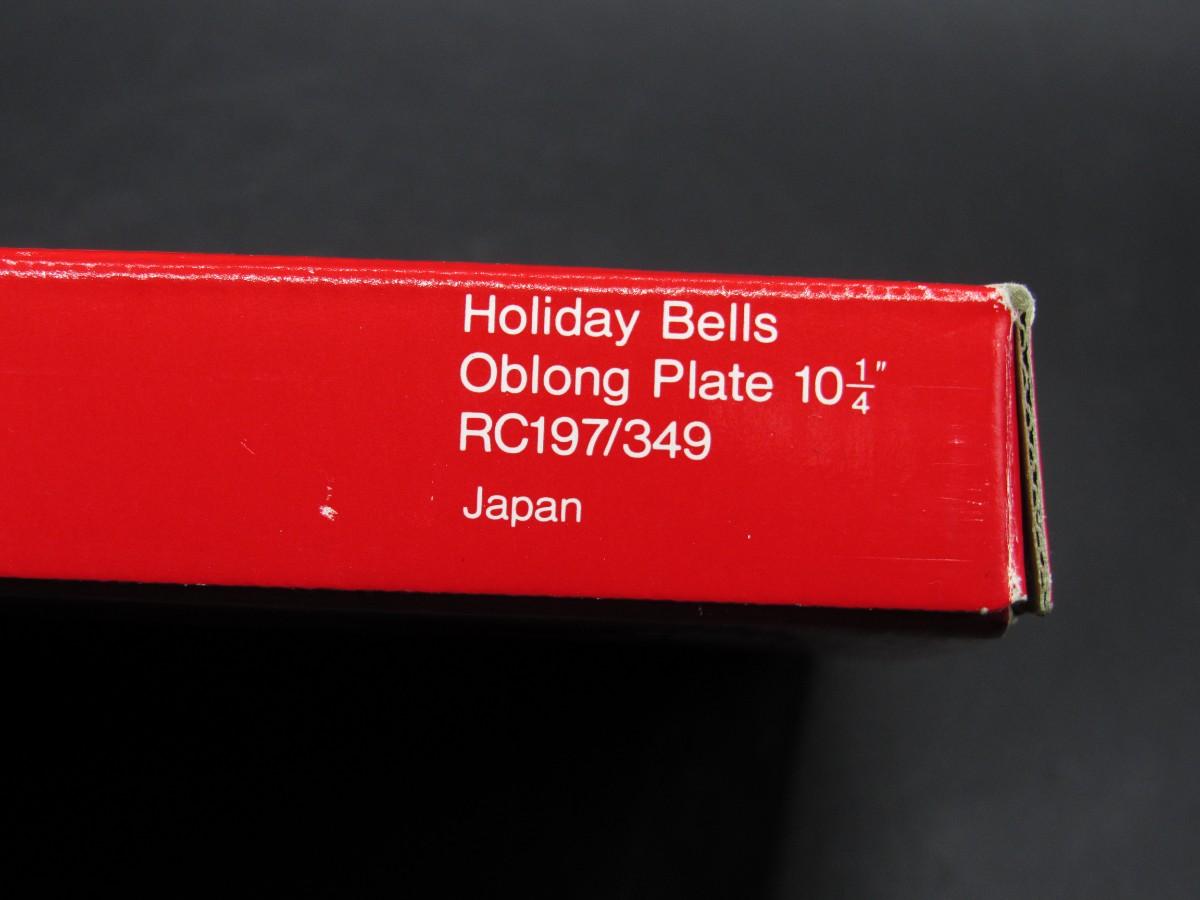 Holiday Bells
Oblong Plate 10 1/4"
RC197/349
Japan